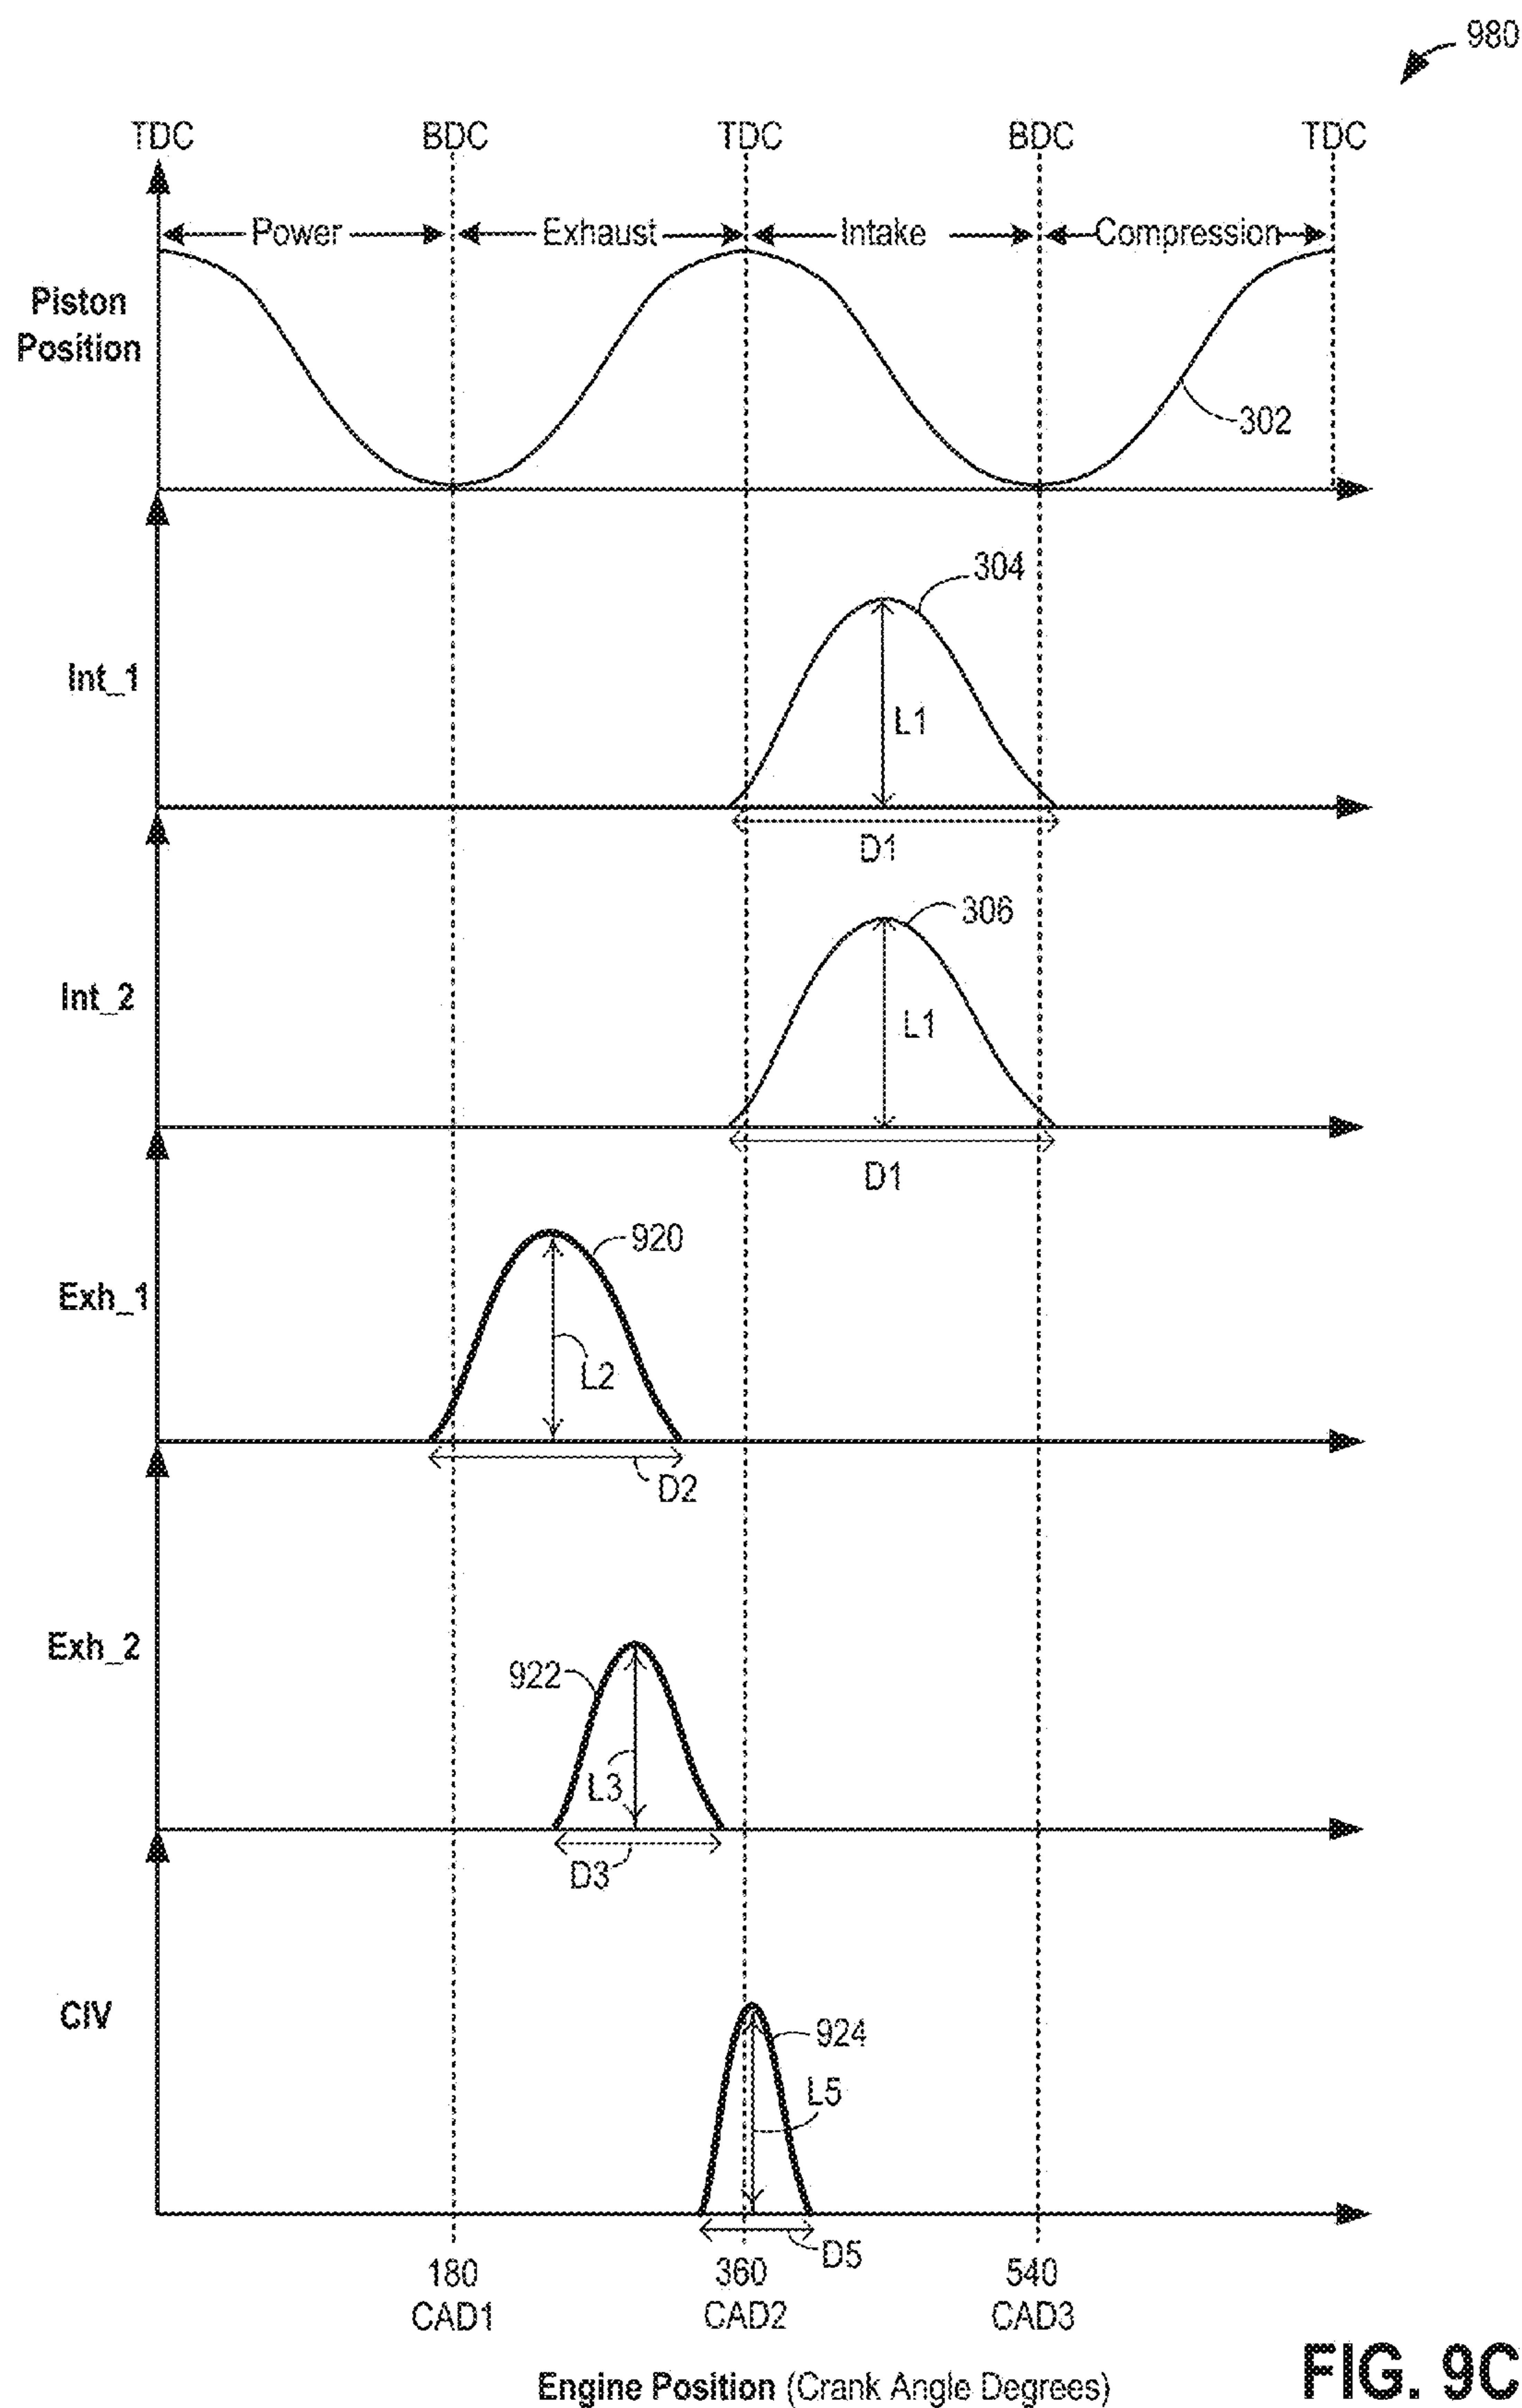 980
TDC BDC TDC BDC TDC
Power Exhaust Intake Compression
Piston
Position
302
304
Int_1
L1
D1
306
Int_2
L1
D1
920
Exh_1
L2
D2
Exh_2
922
L3
D3
CIV
924
L5
D5
180 360 540
CAD1 CAD2 CAD3
Engine Position (Crank Angle Degrees)
FIG. 9C